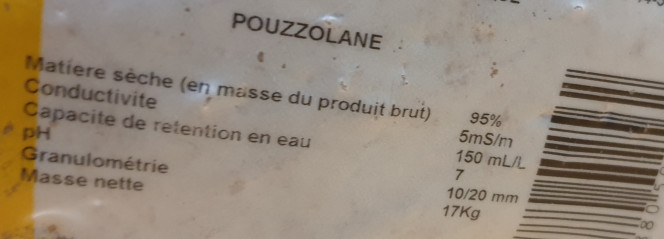 POUZZOLANE
Matiere sèche (en masse du produit brut) 95%
Conductivite 5mS/m
Capacite de retention en eau 150 mL/L
pH 7
Granulométrie 10/20 mm
Masse nette 17Kg